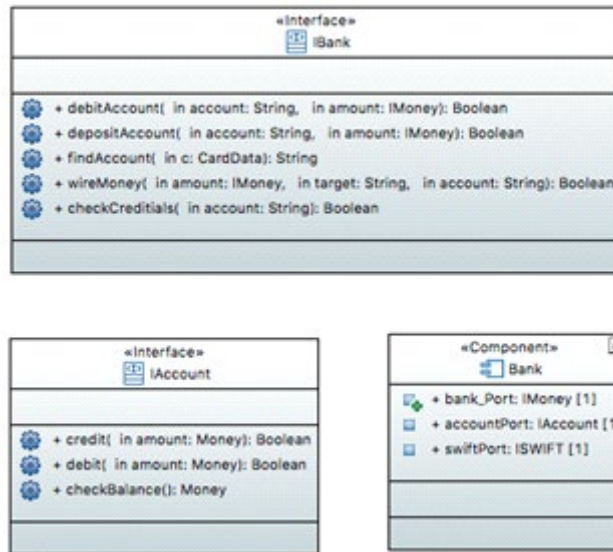 «Interface»
IBank
+ debitAccount( in account: String, in amount: IMoney): Boolean
+ depositAccount( in account: String, in amount: IMoney): Boolean
+ findAccount( in c: CardData): String
+ wireMoney( in amount: IMoney, in target: String, in account: String): Boolean
+ checkCreditials( in account: String): Boolean
«Interface»
IAccount
+ credit( in amount: Money): Boolean
+ debit( in amount: Money): Boolean
+ checkBalance(): Money
«Component»
Bank
+ bank_Port: IMoney [1]
+ accountPort: IAccount [1
+ swiftPort: ISWIFT [1]